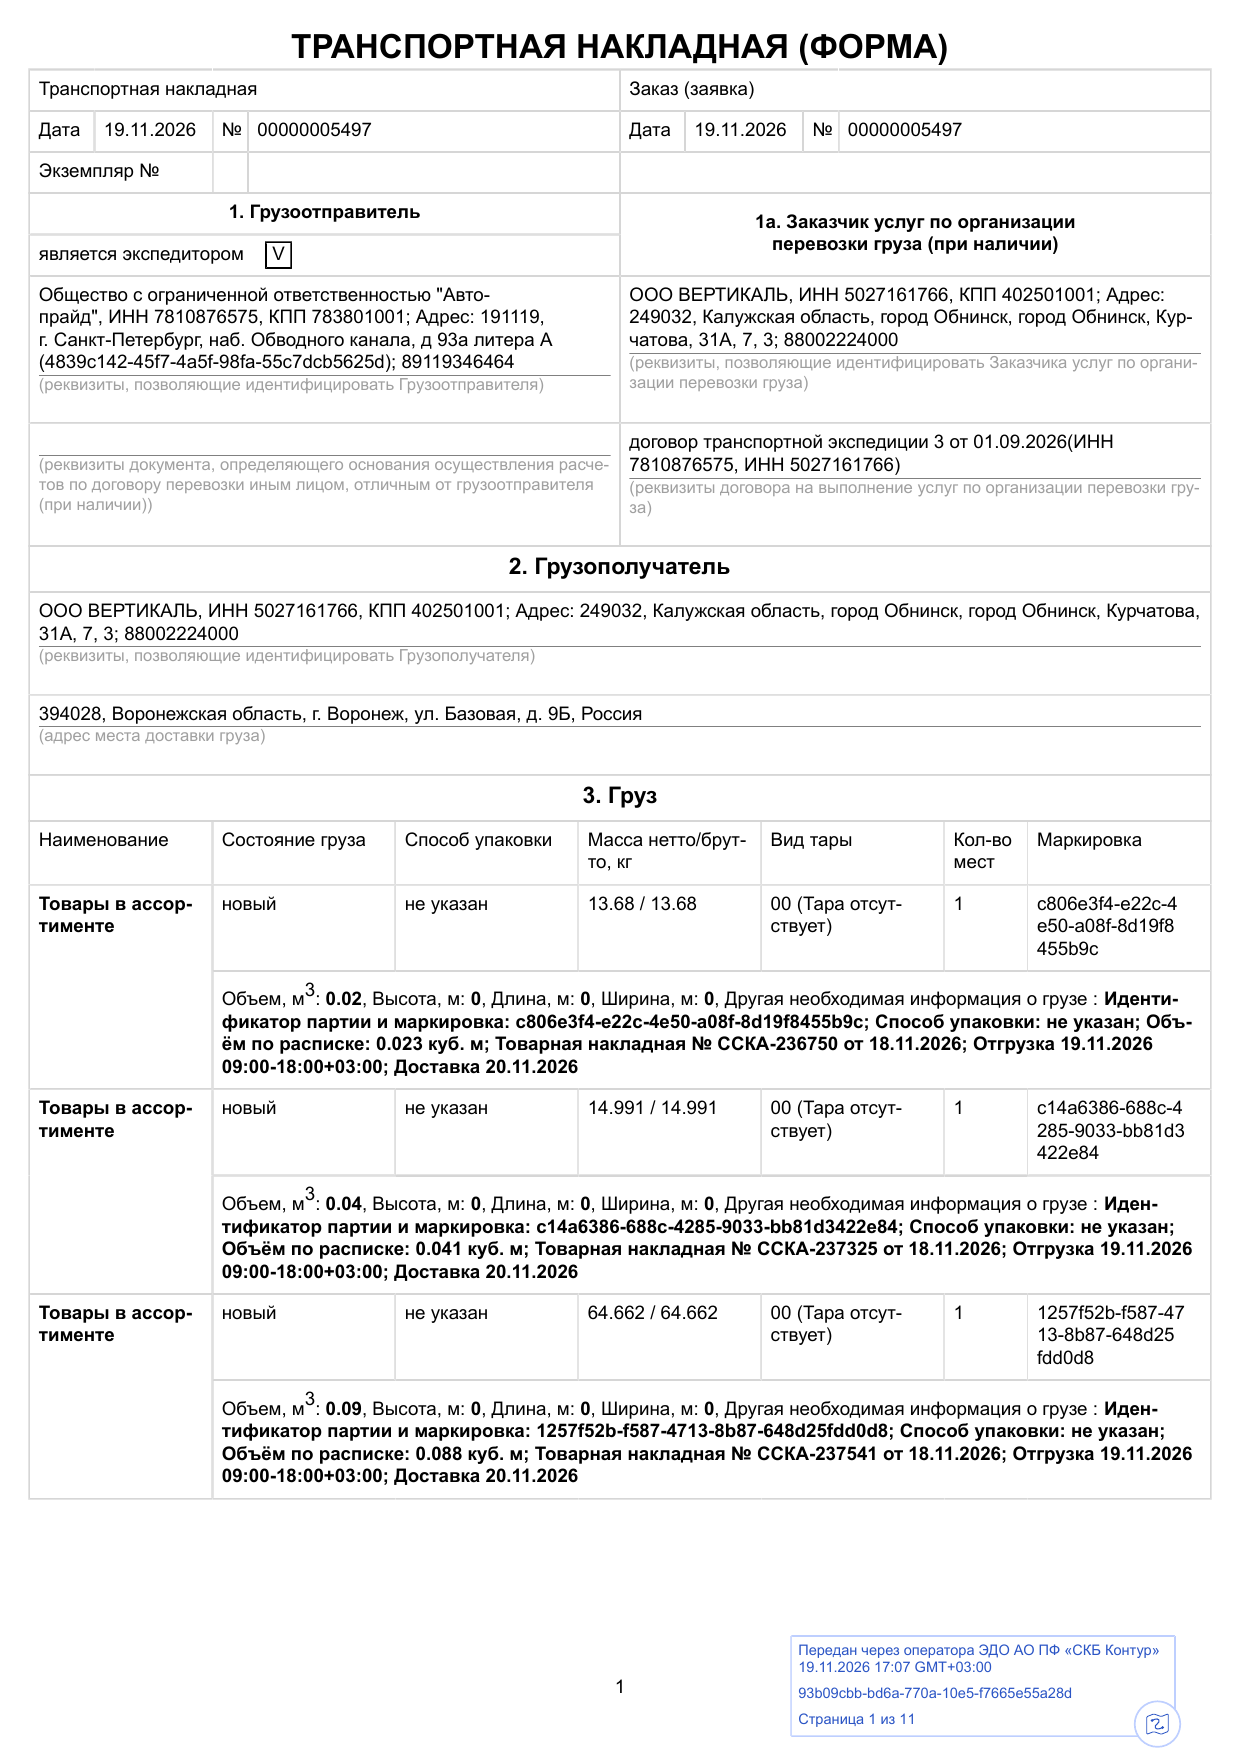 ТРАНСПОРТНАЯ НАКЛАДНАЯ (ФОРМА)
Транспортная накладная
Заказ (заявка)
Дата 19.11.2026 № 00000005497
Дата 19.11.2026 № 00000005497
Экземпляр №
1. Грузоотправитель
является экспедитором V
1а. Заказчик услуг по организации
перевозки груза (при наличии)
Общество с ограниченной ответственностью "Авто-
прайд", ИНН 7810876575, КПП 783801001; Адрес: 191119,
г. Санкт-Петербург, наб. Обводного канала, д 93а литера А
(4839c142-45f7-4a5f-98fa-55c7dcb5625d); 89119346464
(реквизиты, позволяющие идентифицировать Грузоотправителя)
ООО ВЕРТИКАЛЬ, ИНН 5027161766, КПП 402501001; Адрес:
249032, Калужская область, город Обнинск, город Обнинск, Кур-
чатова, 31А, 7, 3; 88002224000
(реквизиты, позволяющие идентифицировать Заказчика услуг по органи-
зации перевозки груза)
(реквизиты документа, определяющего основания осуществления расче-
тов по договору перевозки иным лицом, отличным от грузоотправителя
(при наличии))
договор транспортной экспедиции 3 от 01.09.2026(ИНН
7810876575, ИНН 5027161766)
(реквизиты договора на выполнение услуг по организации перевозки гру-
за)
2. Грузополучатель
ООО ВЕРТИКАЛЬ, ИНН 5027161766, КПП 402501001; Адрес: 249032, Калужская область, город Обнинск, город Обнинск, Курчатова,
31А, 7, 3; 88002224000
(реквизиты, позволяющие идентифицировать Грузополучателя)
394028, Воронежская область, г. Воронеж, ул. Базовая, д. 9Б, Россия
(адрес места доставки груза)
3. Груз
Наименование
Состояние груза
Способ упаковки
Масса нетто/брут-
то, кг
Вид тары
Кол-во
мест
Маркировка
Товары в ассор-
тименте
новый
не указан
13.68 / 13.68
00 (Тара отсут-
ствует)
1
c806e3f4-e22c-4
e50-a08f-8d19f8
455b9c
Объем, м3: 0.02, Высота, м: 0, Длина, м: 0, Ширина, м: 0, Другая необходимая информация о грузе : Иденти-
фикатор партии и маркировка: c806e3f4-e22c-4e50-a08f-8d19f8455b9c; Способ упаковки: не указан; Объ-
ём по расписке: 0.023 куб. м; Товарная накладная № ССКА-236750 от 18.11.2026; Отгрузка 19.11.2026
09:00-18:00+03:00; Доставка 20.11.2026
Товары в ассор-
тименте
новый
не указан
14.991 / 14.991
00 (Тара отсут-
ствует)
1
c14a6386-688c-4
285-9033-bb81d3
422e84
Объем, м3: 0.04, Высота, м: 0, Длина, м: 0, Ширина, м: 0, Другая необходимая информация о грузе : Иден-
тификатор партии и маркировка: c14a6386-688c-4285-9033-bb81d3422e84; Способ упаковки: не указан;
Объём по расписке: 0.041 куб. м; Товарная накладная № ССКА-237325 от 18.11.2026; Отгрузка 19.11.2026
09:00-18:00+03:00; Доставка 20.11.2026
Товары в ассор-
тименте
новый
не указан
64.662 / 64.662
00 (Тара отсут-
ствует)
1
1257f52b-f587-47
13-8b87-648d25
fdd0d8
Объем, м3: 0.09, Высота, м: 0, Длина, м: 0, Ширина, м: 0, Другая необходимая информация о грузе : Иден-
тификатор партии и маркировка: 1257f52b-f587-4713-8b87-648d25fdd0d8; Способ упаковки: не указан;
Объём по расписке: 0.088 куб. м; Товарная накладная № ССКА-237541 от 18.11.2026; Отгрузка 19.11.2026
09:00-18:00+03:00; Доставка 20.11.2026
1
Передан через оператора ЭДО АО ПФ «СКБ Контур»
19.11.2026 17:07 GMT+03:00
93b09cbb-bd6a-770a-10e5-f7665e55a28d
Страница 1 из 11